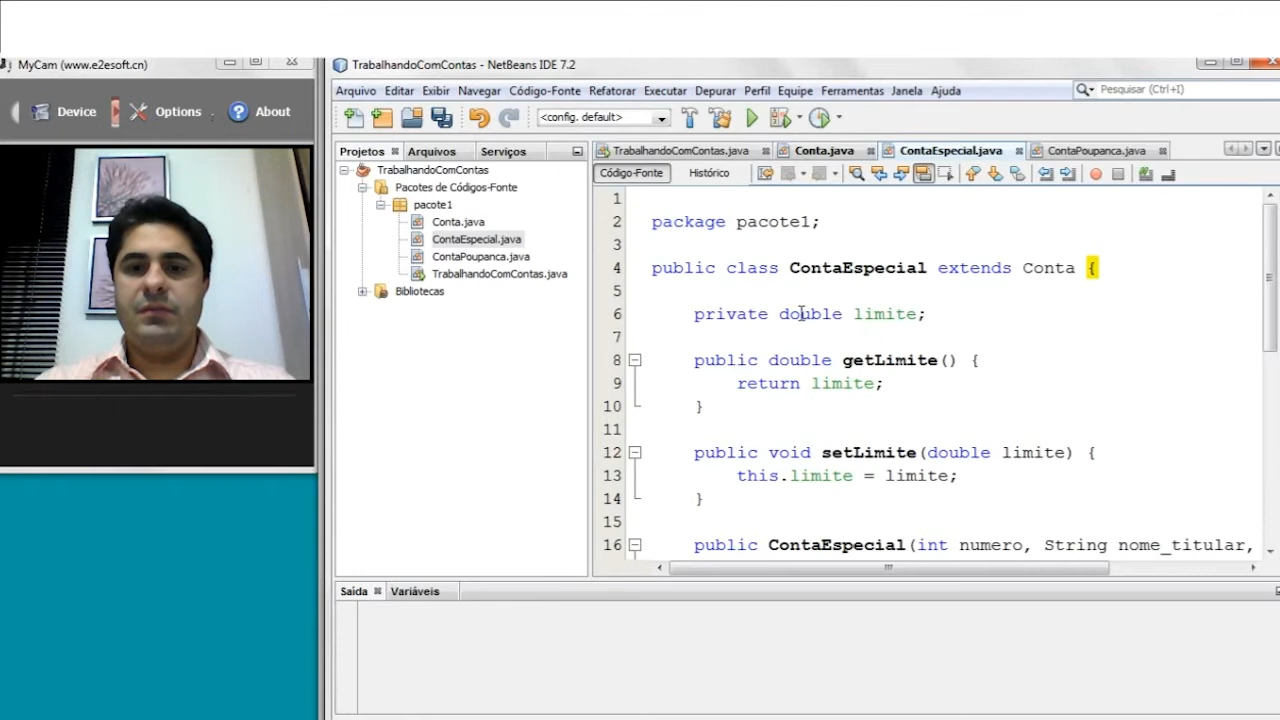 MyCam (www.e2esoft.cn)
Device
Options
About
TrabalhandoComContas - NetBeans IDE 7.2
Arquivo Editar Exibir Navegar Código-Fonte Refatorar Executar Depurar Perfil Equipe Ferramentas Janela Ajuda
Pesquisar (Ctrl+I)
<config. default>
Projetos Arquivos Serviços
TrabalhandoComContas
Pacotes de Códigos-Fonte
pacote1
Conta.java
ContaEspecial.java
ContaPoupanca.java
TrabalhandoComContas.java
Bibliotecas
TrabalhandoComContas.java Conta.java ContaEspecial.java ContaPoupanca.java
Código-Fonte Histórico
1
2 package pacote1;
3
4 public class ContaEspecial extends Conta {
5
6 private double limite;
7
8 public double getLimite() {
9 return limite;
10 }
11
12 public void setLimite(double limite) {
13 this.limite = limite;
14 }
15
16 public ContaEspecial(int numero, String nome_titular,
Saída Variáveis